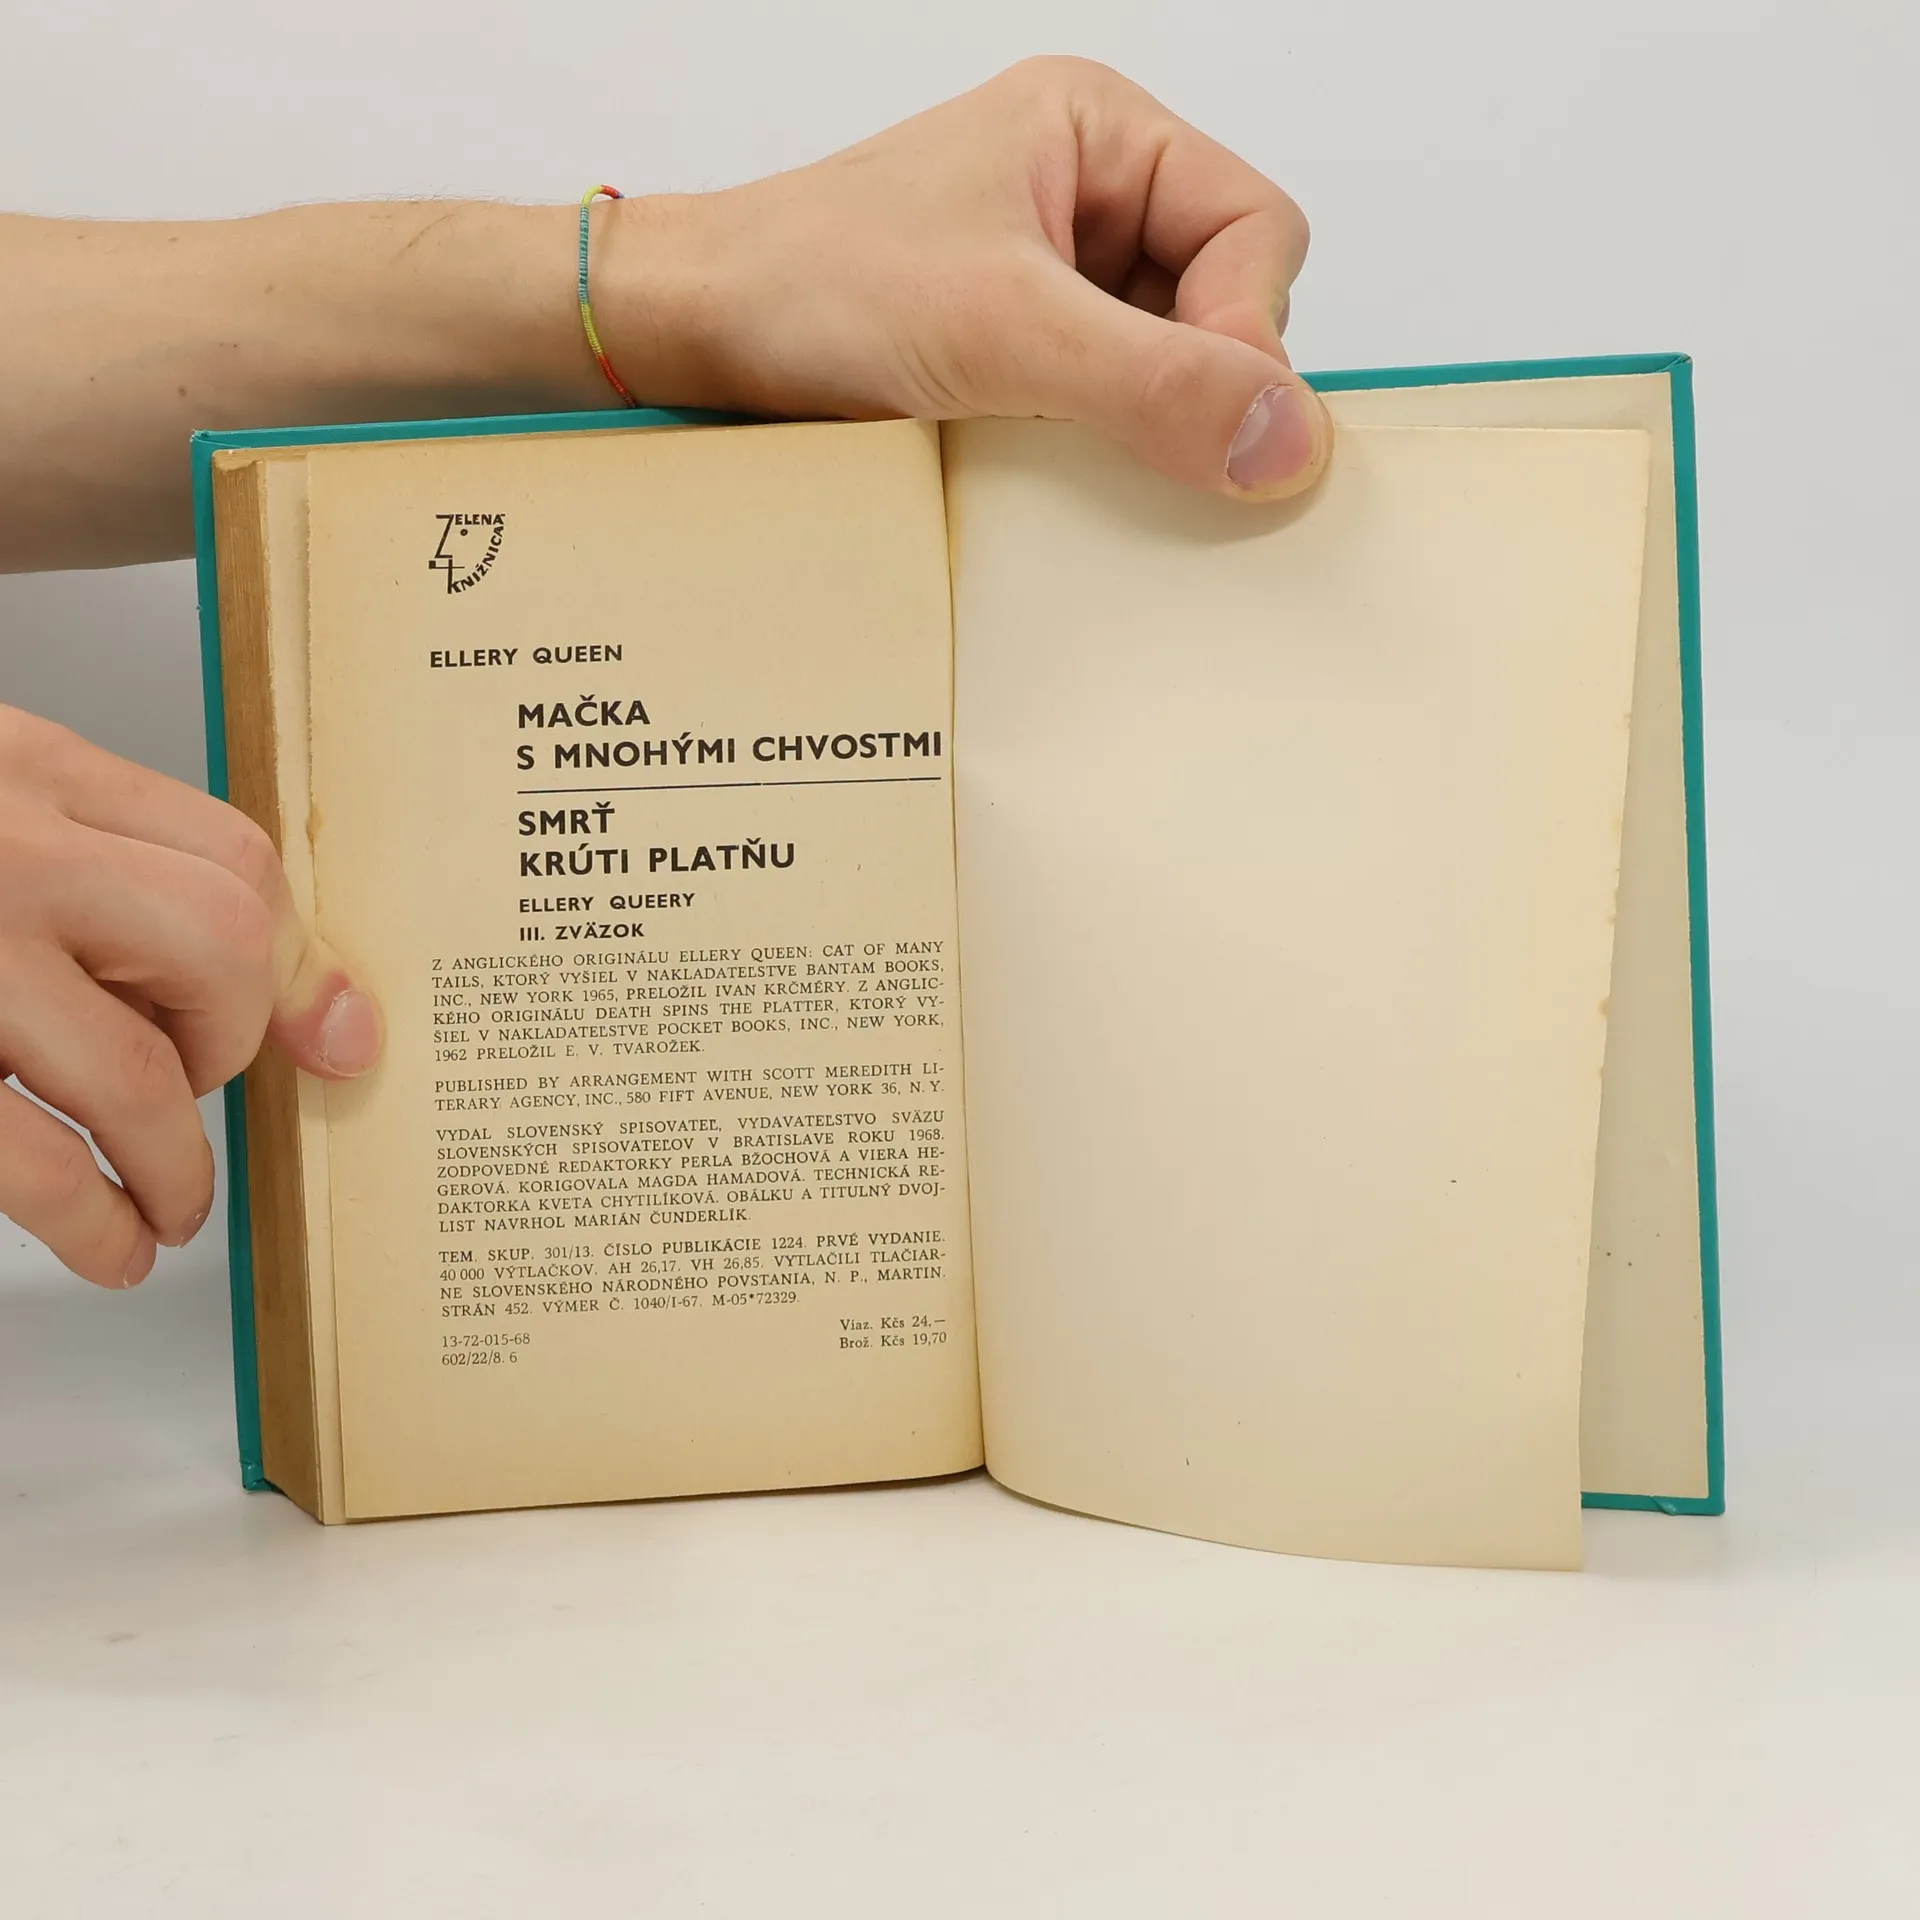 ZELENÁ
KNIŽNICA
ELLERY QUEEN
MAČKA
S MNOHÝMI CHVOSTMI
SMRŤ
KRÚTI PLATŇU
ELLERY QUEERY
III. ZVÄZOK
Z ANGLICKÉHO ORIGINÁLU ELLERY QUEEN: CAT OF MANY
TAILS, KTORÝ VYŠIEL V NAKLADATEĽSTVE BANTAM BOOKS,
INC., NEW YORK 1965, PRELOŽIL IVAN KRČMÉRY. Z ANGLIC-
KÉHO ORIGINÁLU DEATH SPINS THE PLATTER, KTORÝ VY-
ŠIEL V NAKLADATEĽSTVE POCKET BOOKS, INC., NEW YORK,
1962 PRELOŽIL E. V. TVAROŽEK.
PUBLISHED BY ARRANGEMENT WITH SCOTT MEREDITH LI-
TERARY AGENCY, INC., 580 FIFT AVENUE, NEW YORK 36, N. Y.
VYDAL SLOVENSKÝ SPISOVATEĽ, VYDAVATEĽSTVO SVÄZU
SLOVENSKÝCH SPISOVATEĽOV V BRATISLAVE ROKU 1968.
ZODPOVEDNÉ REDAKTORKY PERLA BŽOCHOVÁ A VIERA HE-
GEROVÁ. KORIGOVALA MAGDA HAMADOVÁ. TECHNICKÁ RE-
DAKTORKA KVETA CHYTILÍKOVÁ. OBÁLKU A TITULNÝ DVOJ-
LIST NAVRHOL MARIÁN ČUNDERLÍK.
TEM. SKUP. 301/13. ČÍSLO PUBLIKÁCIE 1224. PRVÉ VYDANIE.
40 000 VÝTLAČKOV. AH 26,17. VH 26,85. VYTLAČILI TLAČIAR-
NE SLOVENSKÉHO NÁRODNÉHO POVSTANIA, N. P., MARTIN.
STRÁN 452. VÝMER Č. 1040/I-67. M-05*72329.
13-72-015-68
602/22/8. 6
Viaz. Kčs 24,—
Brož. Kčs 19,70